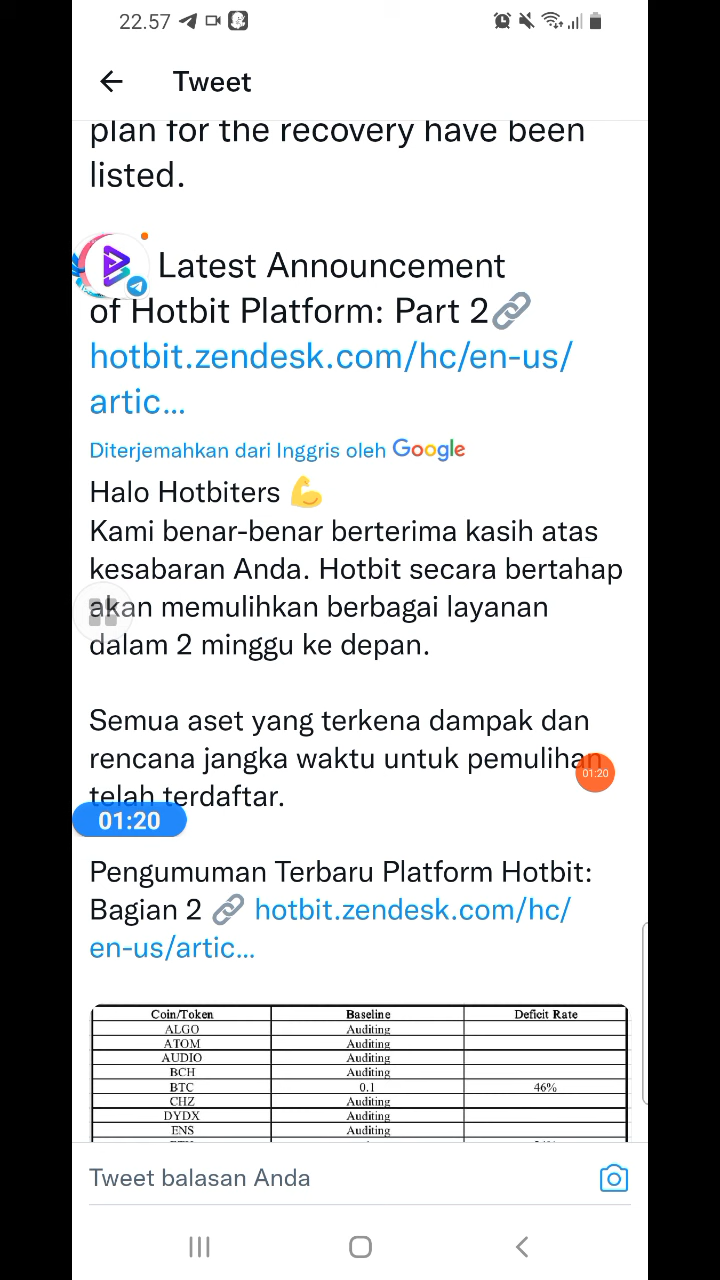 22.57
Tweet
plan for the recovery have been
listed.
Latest Announcement
of Hotbit Platform: Part 2
hotbit.zendesk.com/hc/en-us/
artic...
Diterjemahkan dari Inggris oleh Google
Halo Hotbiters 💪
Kami benar-benar berterima kasih atas
kesabaran Anda. Hotbit secara bertahap
akan memulihkan berbagai layanan
dalam 2 minggu ke depan.
Semua aset yang terkena dampak dan
rencana jangka waktu untuk pemulihan
01:20
telah terdaftar.
01:20
Pengumuman Terbaru Platform Hotbit:
Bagian 2 🔗 hotbit.zendesk.com/hc/
en-us/artic...
Coin/Token Baseline Deficit Rate
ALGO Auditing
ATOM Auditing
AUDIO Auditing
BCH Auditing
BTC 0.1 46%
CHZ Auditing
DYDX Auditing
ENS Auditing
Tweet balasan Anda